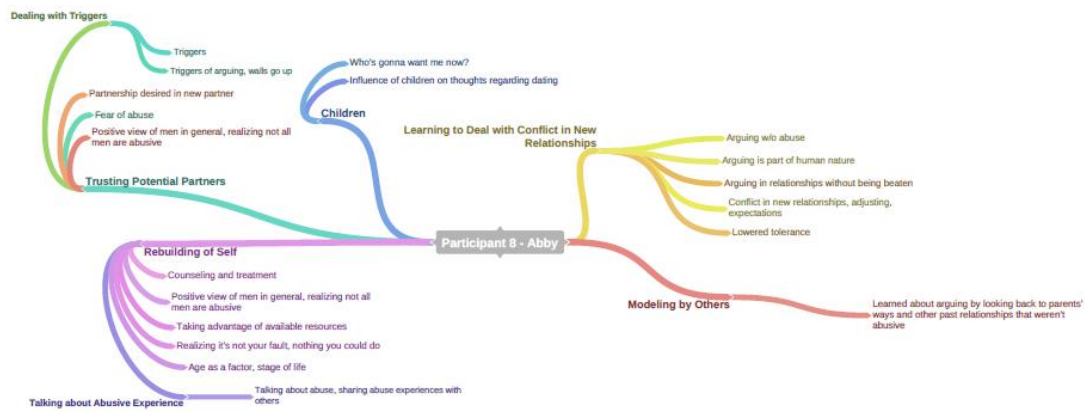 Dealing with Triggers
Triggers
Triggers of arguing, walls go up
Partnership desired in new partner
Fear of abuse
Positive view of men in general, realizing not all
men are abusive
Trusting Potential Partners
Who's gonna want me now?
Influence of children on thoughts regarding dating
Children
Learning to Deal with Conflict in New
Relationships
Arguing w/o abuse
Arguing is part of human nature
Arguing in relationships without being beaten
Conflict in new relationships, adjusting,
expectations
Lowered tolerance
Participant 8 - Abby
Rebuilding of Self
Counseling and treatment
Positive view of men in general, realizing not all
men are abusive
Taking advantage of available resources
Realizing it's not your fault, nothing you could do
Age as a factor, stage of life
Talking about Abusive Experience
Talking about abuse, sharing abuse experiences with
others
Modeling by Others
Learned about arguing by looking back to parents'
ways and other past relationships that weren't
abusive